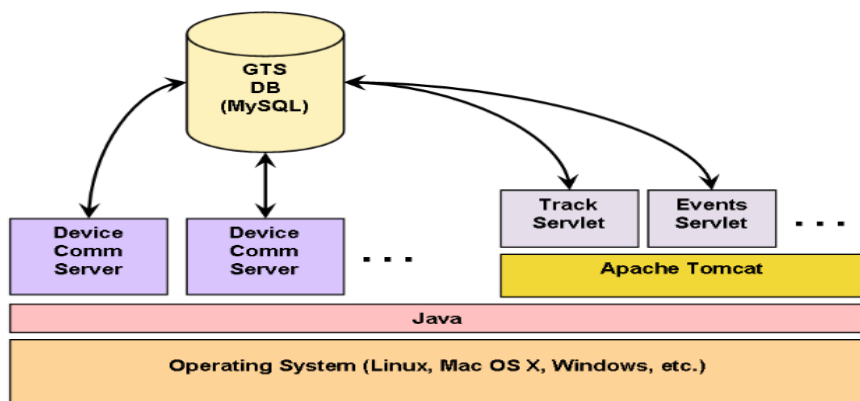 GTS
DB
(MySQL)
Track
Servlet
Events
Servlet
. . .
Device
Comm
Server
Device
Comm
Server
. . .
Apache Tomcat
Java
Operating System (Linux, Mac OS X, Windows, etc.)